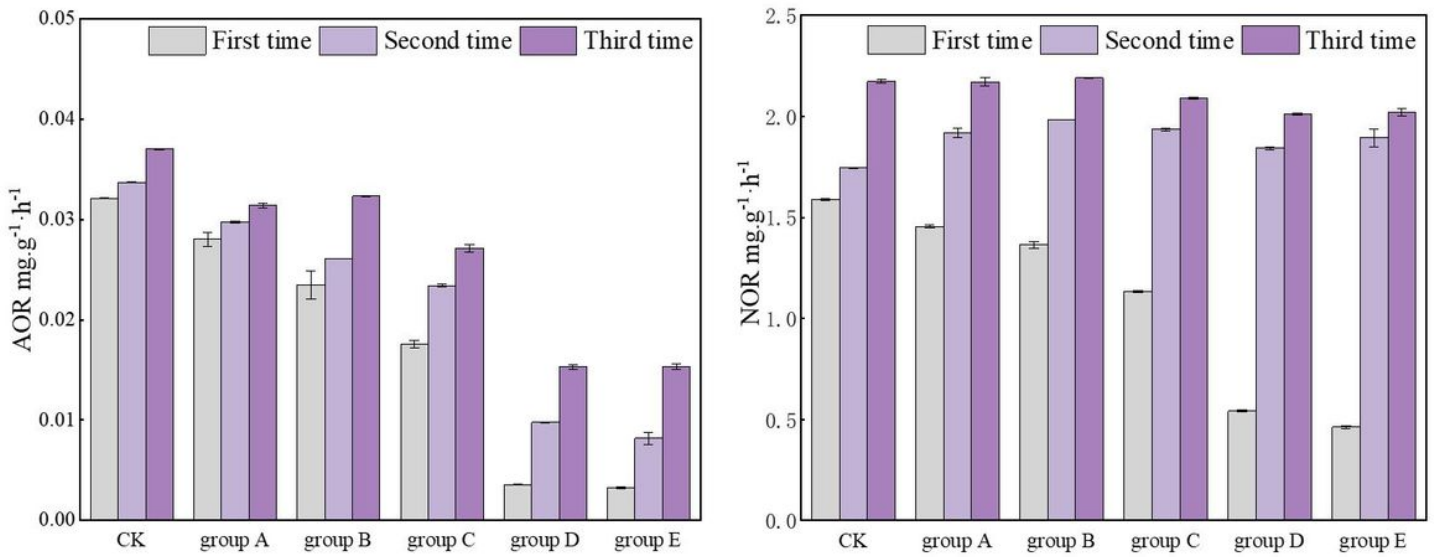 0.05
First time Second time Third time
0.04
0.03
0.02
0.01
0.00
AOR mg.g⁻¹·h⁻¹
CK group A group B group C group D group E
2.5
First time Second time Third time
2.0
1.5
1.0
0.5
0.0
NOR mg.g⁻¹·h⁻¹
CK group A group B group C group D group E